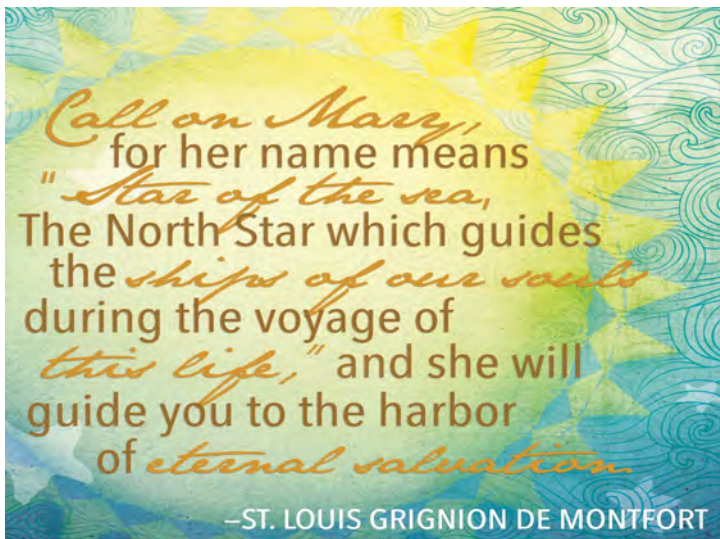 Call on Mary,
for her name means
"Star of the sea,
The North Star which guides
the ships of our souls
during the voyage of
this life," and she will
guide you to the harbor
of eternal salvation.
–ST. LOUIS GRIGNION DE MONTFORT